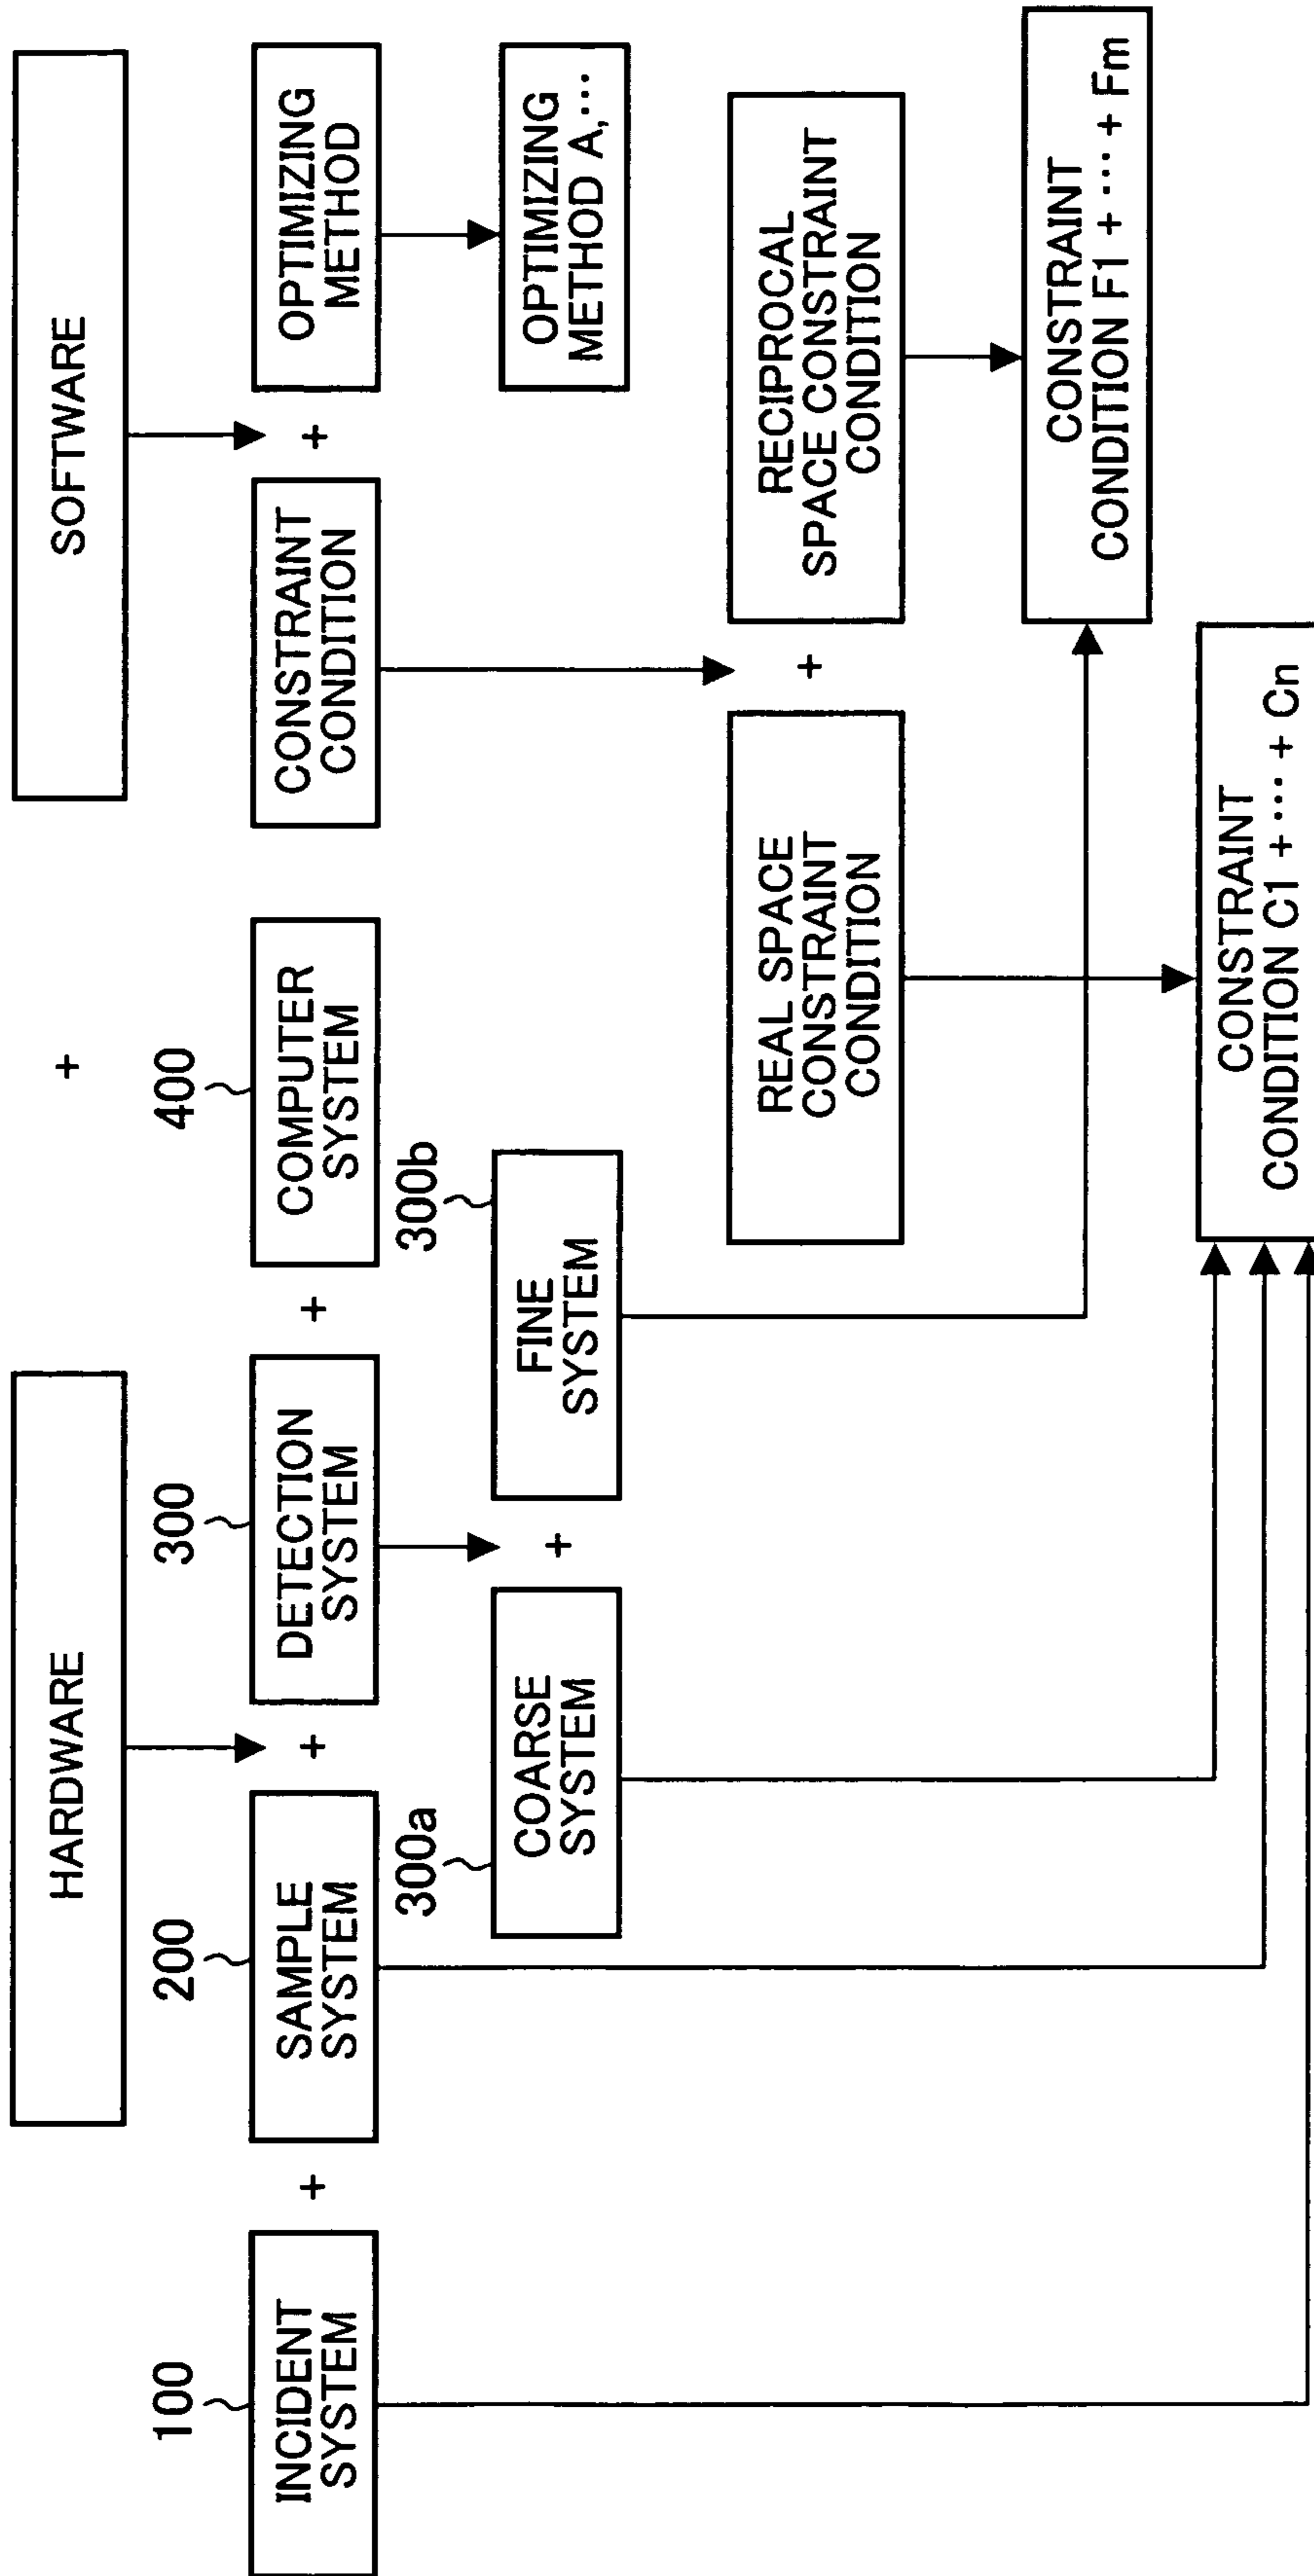 HARDWARE
+
SOFTWARE
100
INCIDENT
SYSTEM
+
200
SAMPLE
SYSTEM
+
300
DETECTION
SYSTEM
+
400
COMPUTER
SYSTEM
CONSTRAINT
CONDITION
+
OPTIMIZING
METHOD
300a
COARSE
SYSTEM
+
300b
FINE
SYSTEM
OPTIMIZING
METHOD A,···
REAL SPACE
CONSTRAINT
CONDITION
+
RECIPROCAL
SPACE CONSTRAINT
CONDITION
CONSTRAINT
CONDITION F1 + ··· + Fm
CONSTRAINT
CONDITION C1 + ··· + Cn